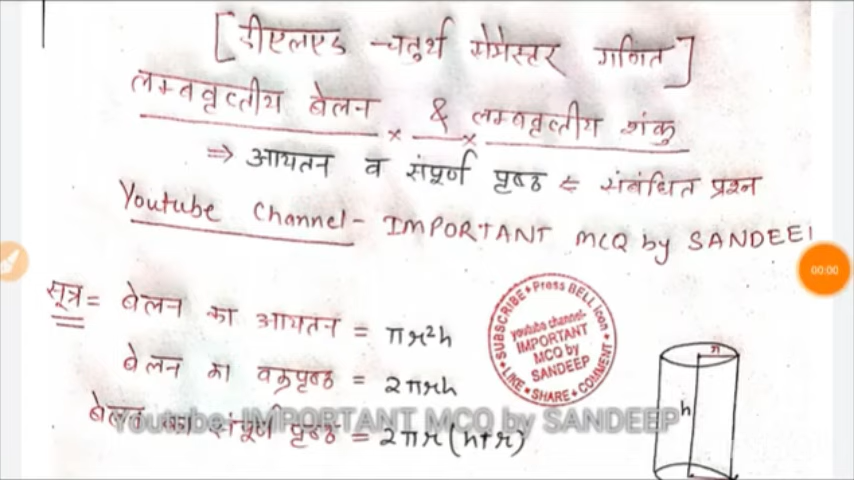 [डीएलएड -चतुर्थ सेमेस्टर गणित]
लम्बवृत्तीय बेलन & लम्बवृत्तीय शंकु
⇒ आयतन व संपूर्ण पृष्ठ से संबंधित प्रश्न
Youtube Channel - IMPORTANT MCQ by SANDEE
00:00
सूत्र = बेलन का आयतन = πr²h
बेलन का वक्रपृष्ठ = 2πrh
बेलन का संपूर्ण पृष्ठ = 2πr(h+r)
Youtube: IMPORTANT MCQ by SANDEEP
SUBSCRIBE • Press BELL icon
youtube channel-
IMPORTANT
MCQ by
SANDEEP
• LIKE • SHARE • COMMENT •
r
h